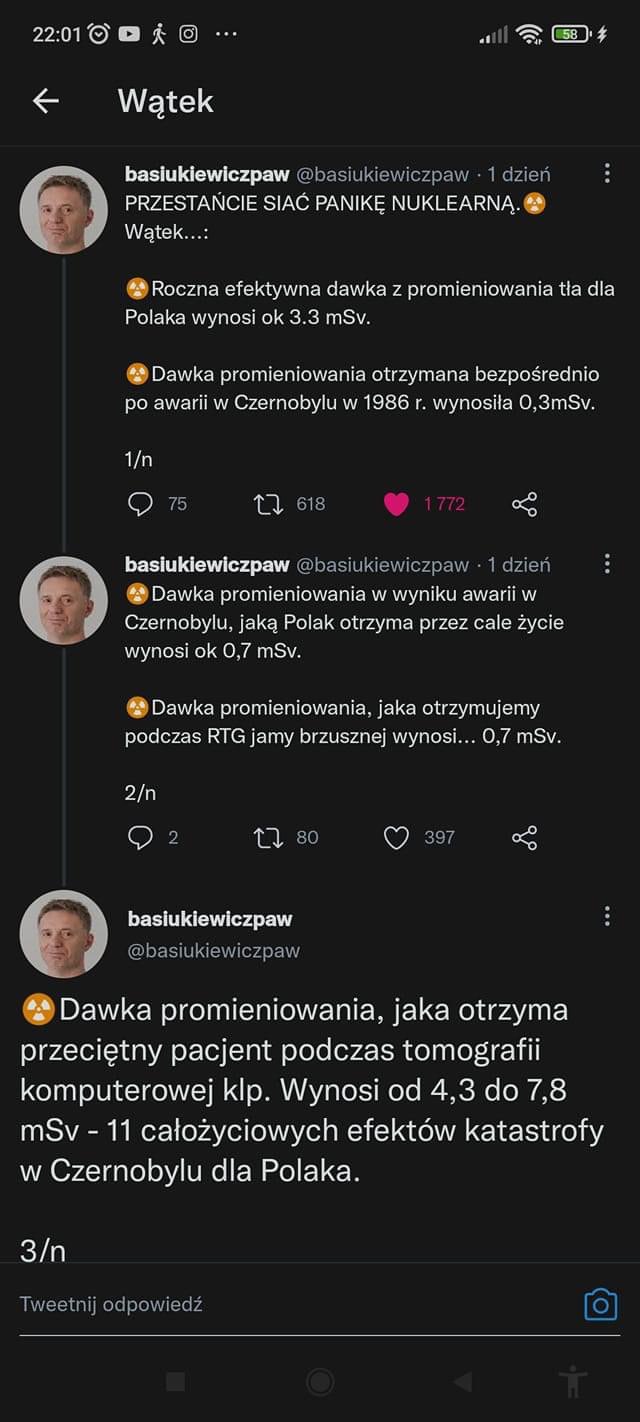 22:01
58
Wątek
basiukiewiczpaw @basiukiewiczpaw · 1 dzień
PRZESTAŃCIE SIAĆ PANIKĘ NUKLEARNĄ.☢️
Wątek...:
☢️Roczna efektywna dawka z promieniowania tła dla
Polaka wynosi ok 3.3 mSv.
☢️Dawka promieniowania otrzymana bezpośrednio
po awarii w Czernobylu w 1986 r. wynosiła 0,3mSv.
1/n
75 618 1 772
basiukiewiczpaw @basiukiewiczpaw · 1 dzień
☢️Dawka promieniowania w wyniku awarii w
Czernobylu, jaką Polak otrzyma przez cale życie
wynosi ok 0,7 mSv.
☢️Dawka promieniowania, jaka otrzymujemy
podczas RTG jamy brzusznej wynosi... 0,7 mSv.
2/n
2 80 397
basiukiewiczpaw
@basiukiewiczpaw
☢️Dawka promieniowania, jaka otrzyma
przeciętny pacjent podczas tomografii
komputerowej klp. Wynosi od 4,3 do 7,8
mSv - 11 całożyciowych efektów katastrofy
w Czernobylu dla Polaka.
3/n
Tweetnij odpowiedź